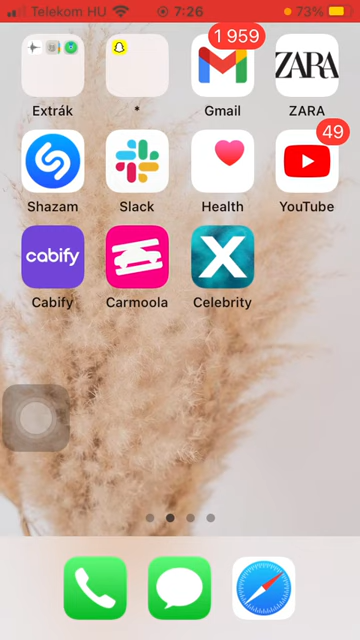 Telekom HU 7:26 73%
1 959
Extrák * Gmail ZARA
ZARA
49
Shazam Slack Health YouTube
cabify
X
Cabify Carmoola Celebrity